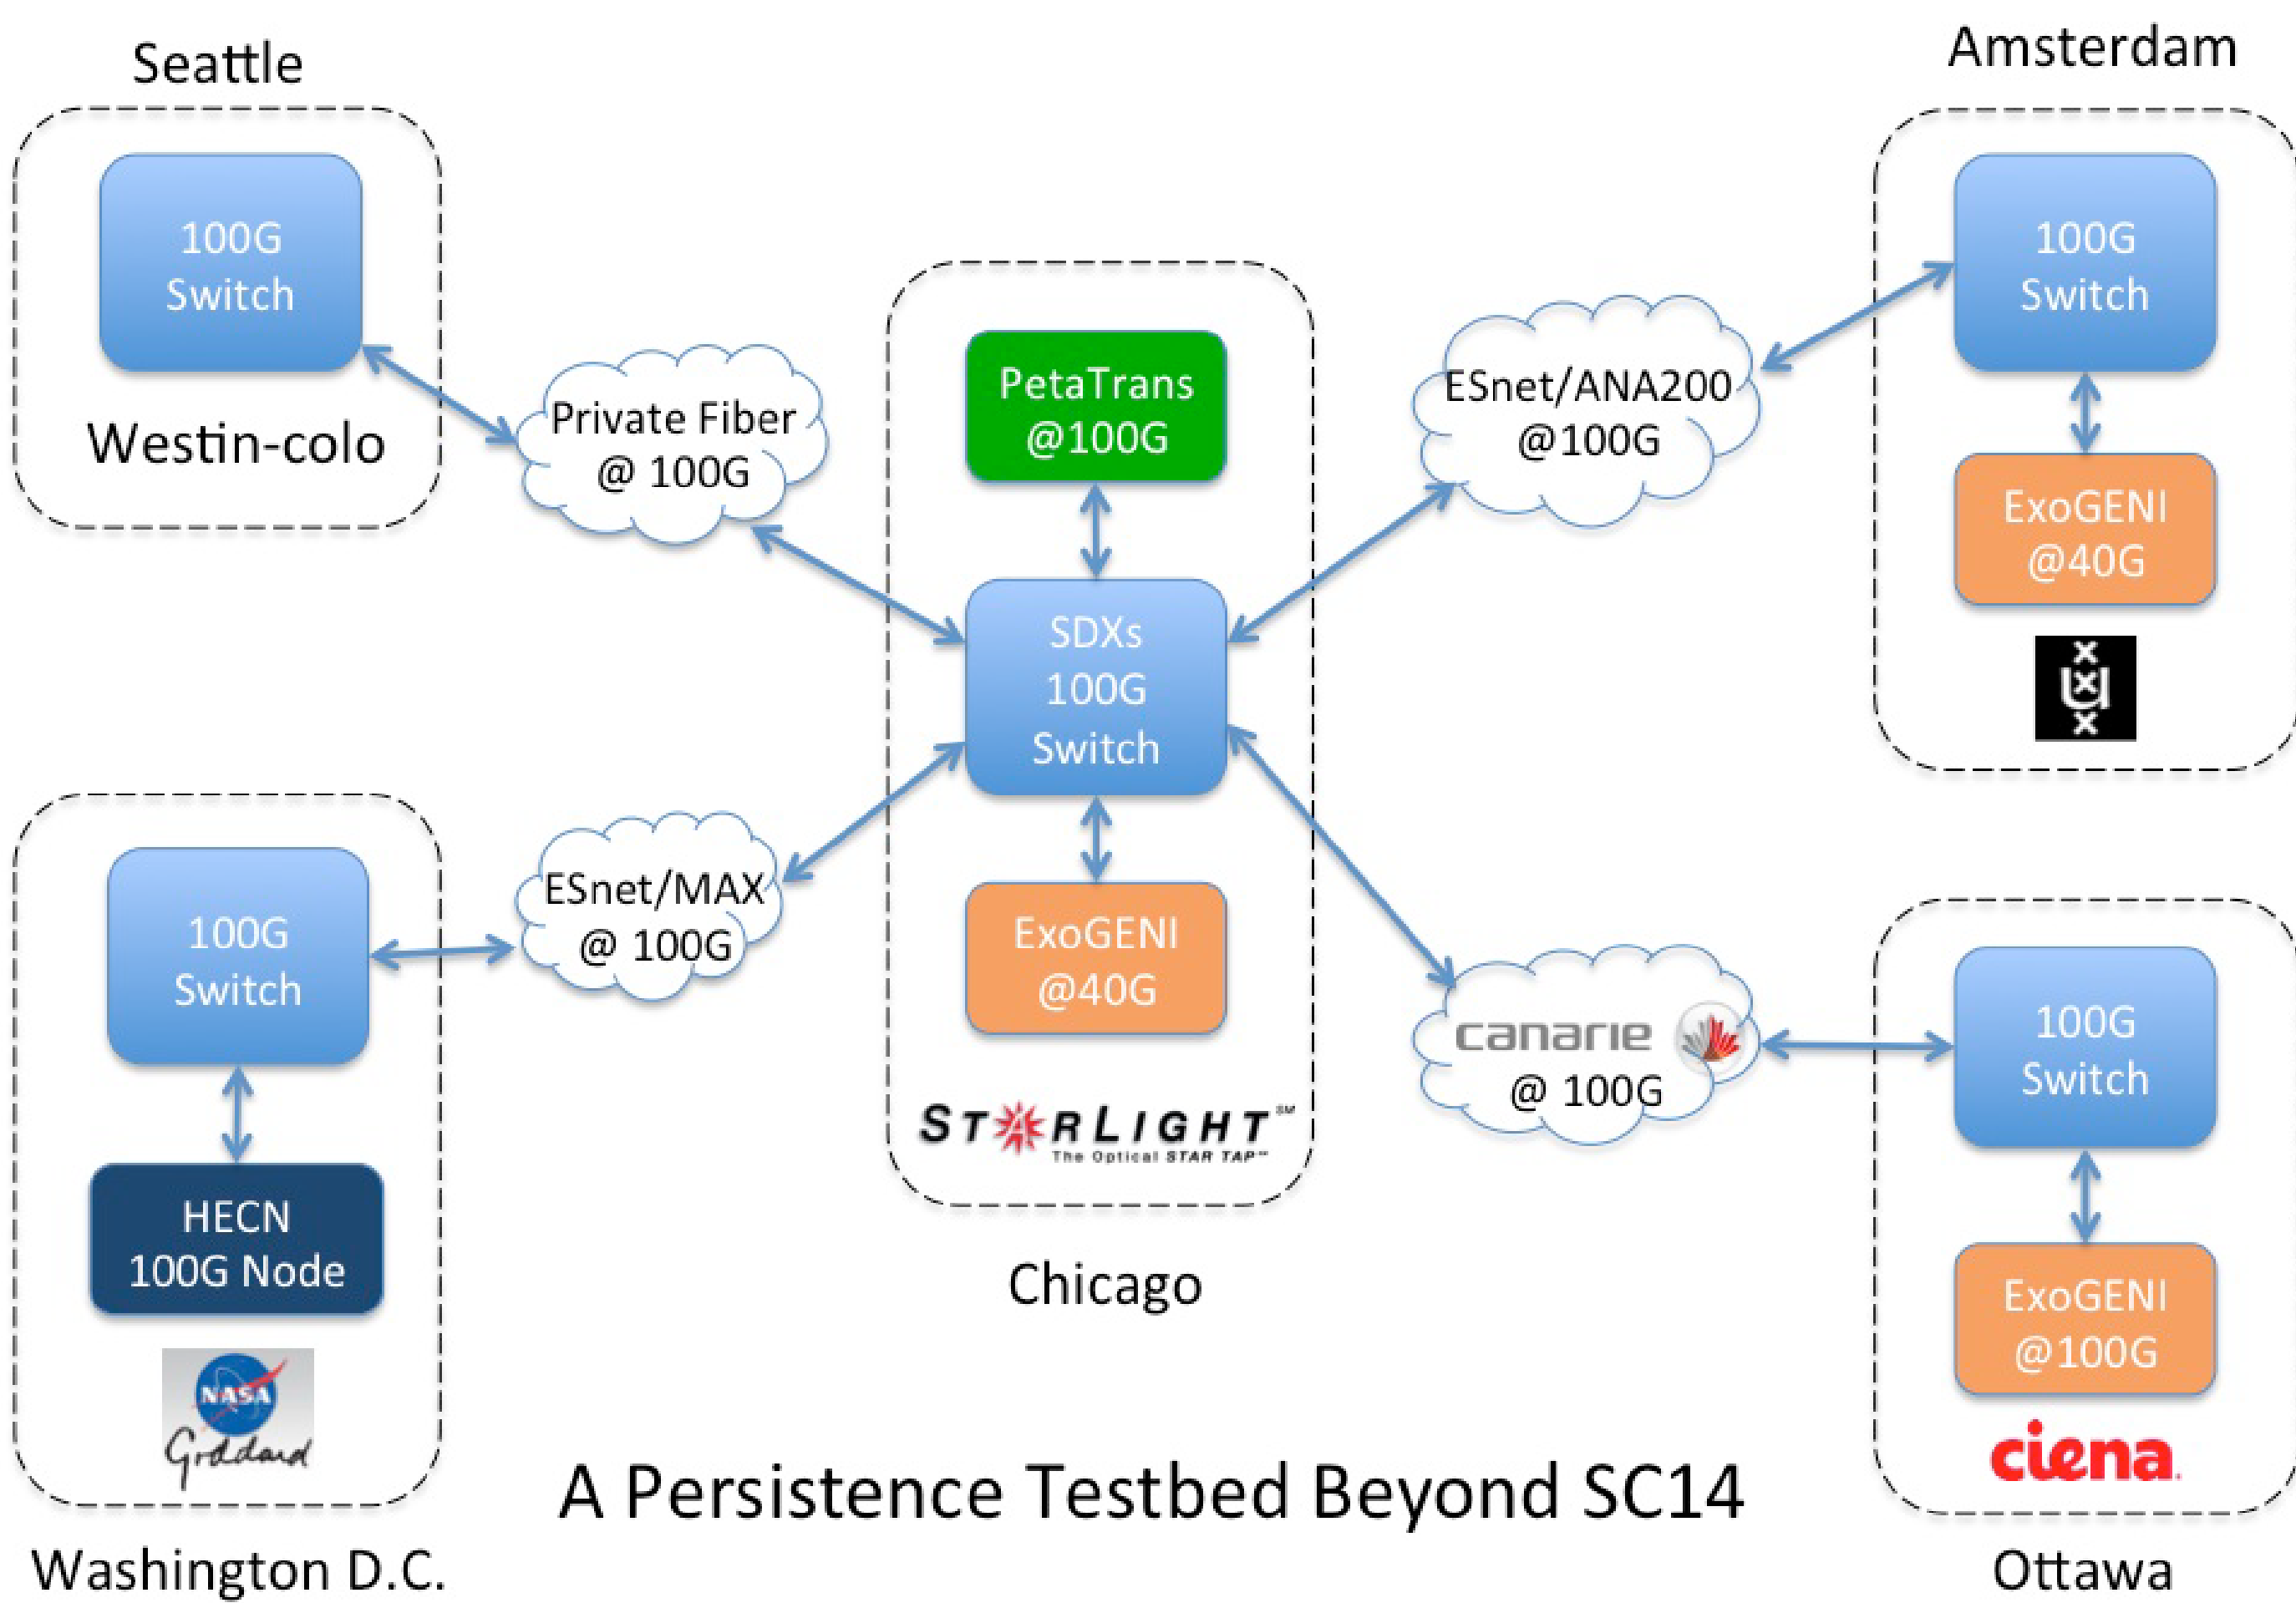 Seattle
100G
Switch
Westin-colo
Private Fiber
@ 100G
Amsterdam
100G
Switch
ExoGENI
@40G
x
u
x
x
ESnet/ANA200
@100G
PetaTrans
@100G
SDXs
100G
Switch
ExoGENI
@40G
STARLIGHT SM
The Optical STAR TAP™
Chicago
ESnet/MAX
@ 100G
100G
Switch
HECN
100G Node
NASA
Goddard
Washington D.C.
canarie
@ 100G
100G
Switch
ExoGENI
@100G
ciena.
Ottawa
A Persistence Testbed Beyond SC14